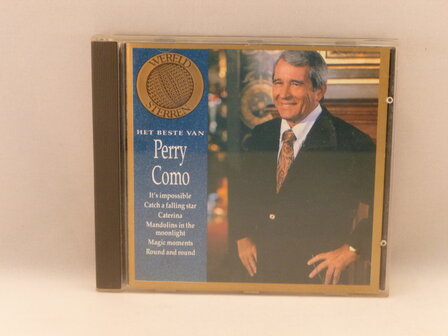 WERELD
STERREN
HET BESTE VAN
Perry
Como
It's impossible
Catch a falling star
Caterina
Mandolins in the
moonlight
Magic moments
Round and round